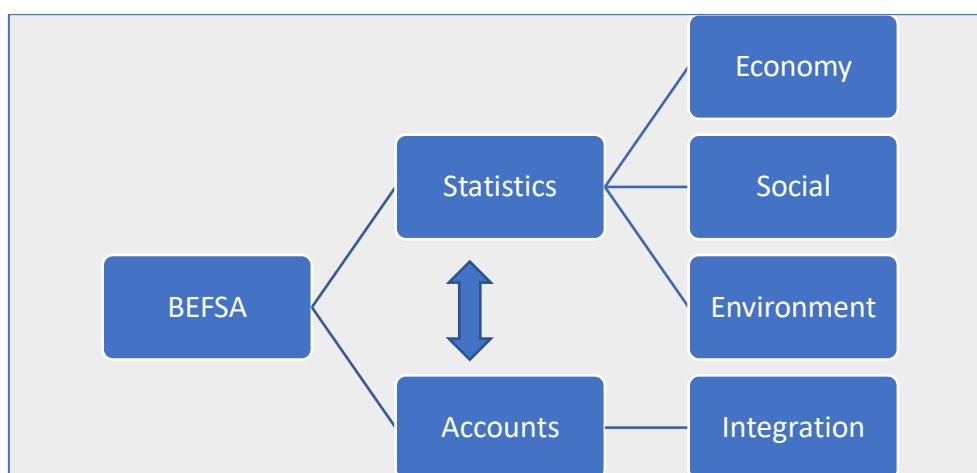 Economy
Statistics
Social
BEFSA
Environment
Accounts
Integration